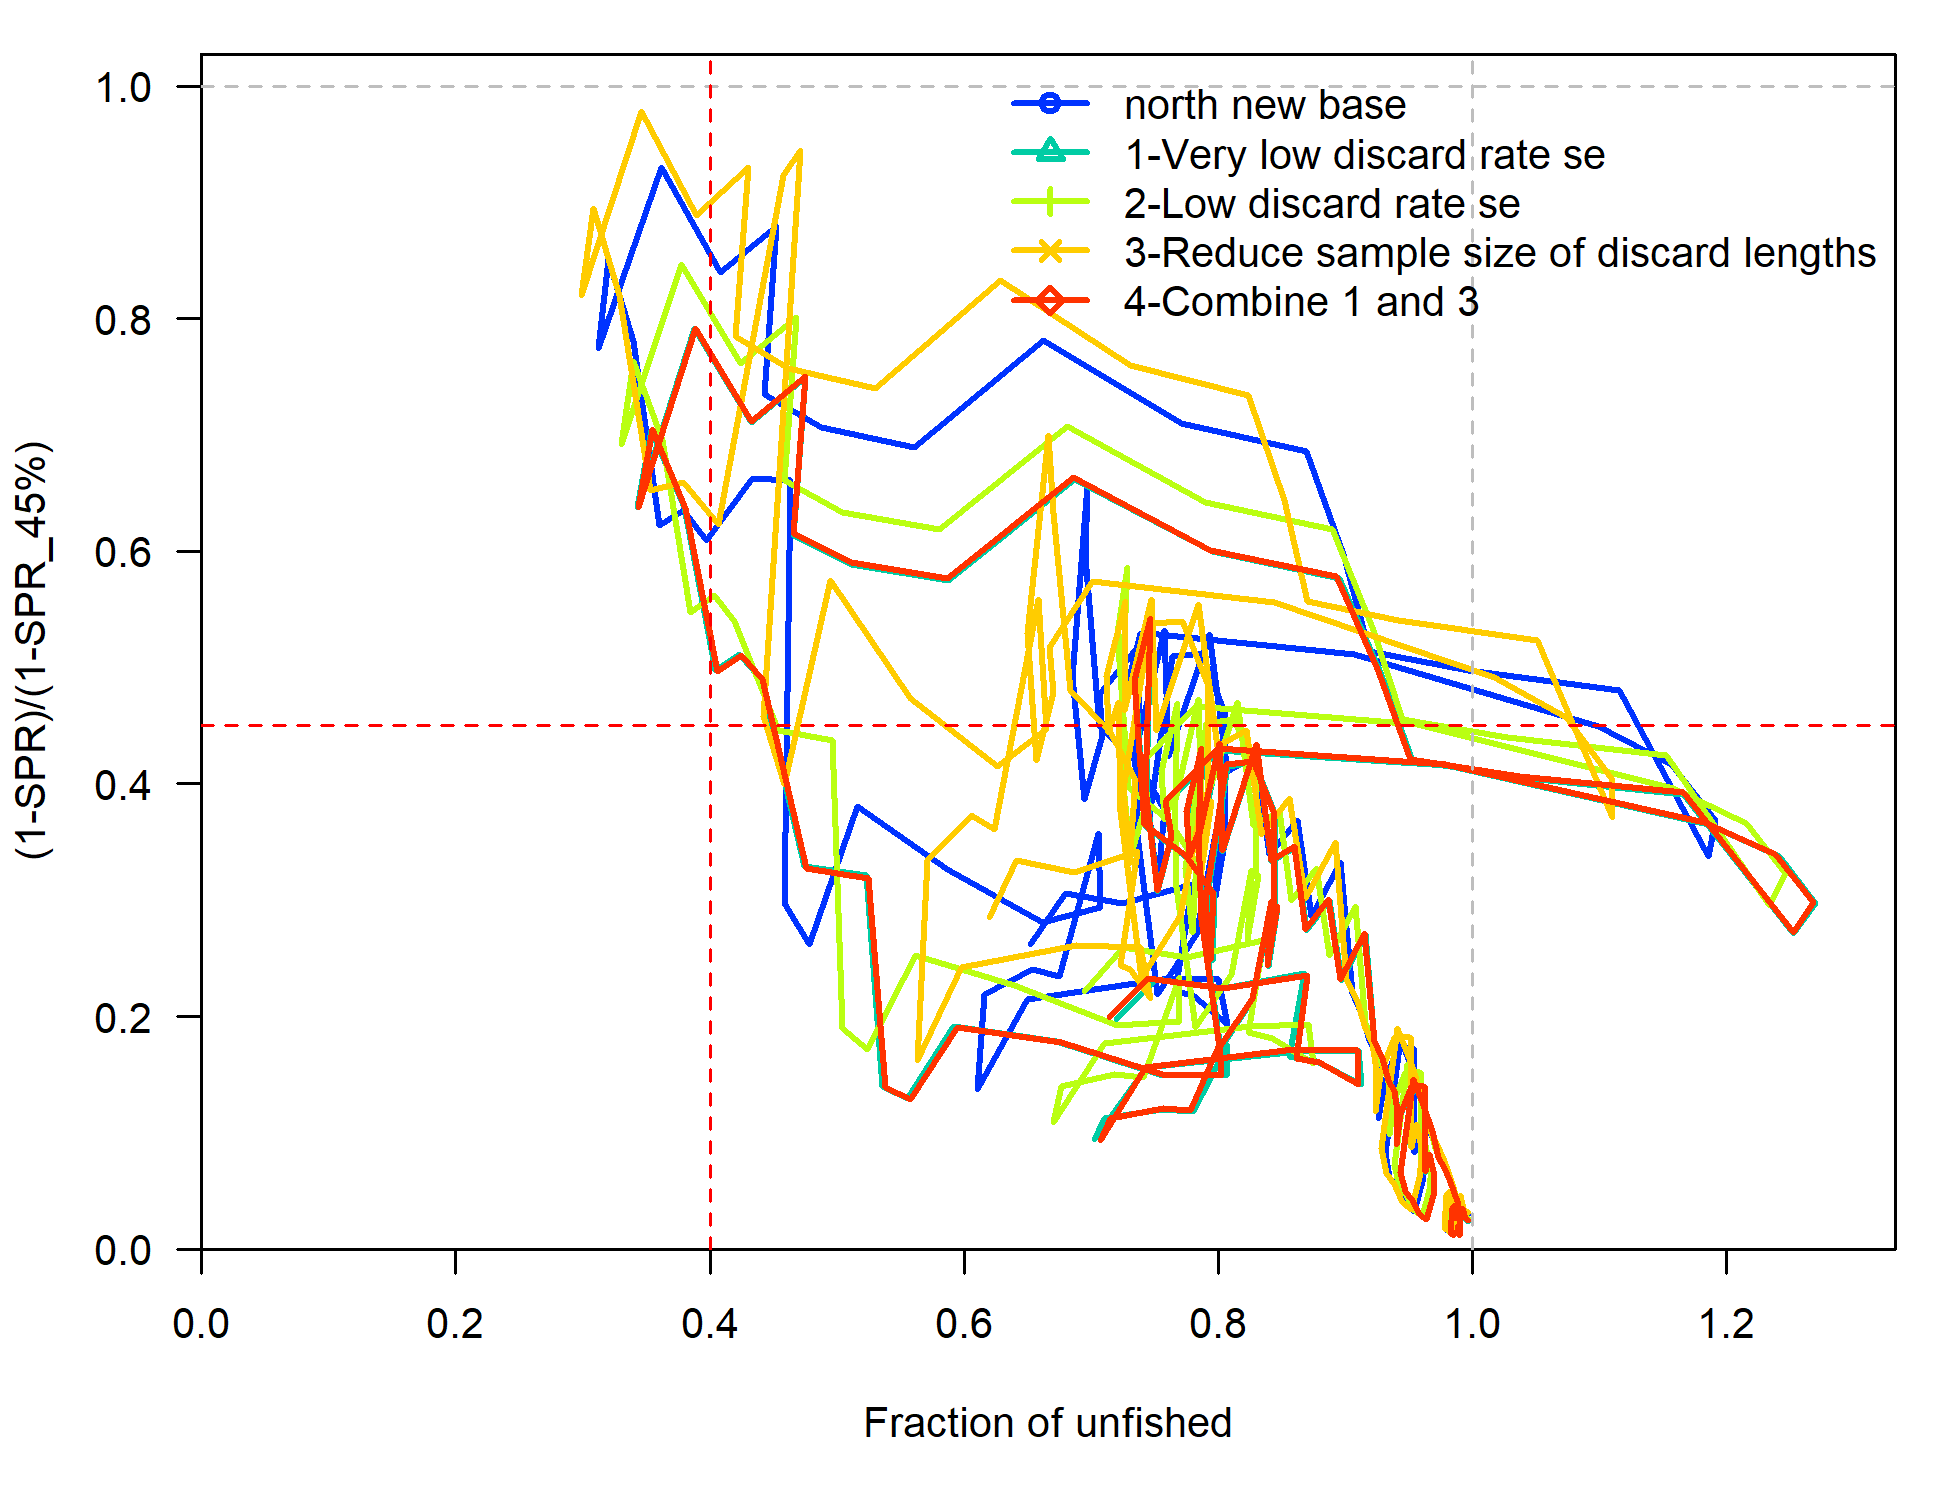 north new base
1-Very low discard rate se
2-Low discard rate se
3-Reduce sample size of discard lengths
4-Combine 1 and 3
(1-SPR)/(1-SPR_45%)
1.0
0.8
0.6
0.4
0.2
0.0
0.0 0.2 0.4 0.6 0.8 1.0 1.2
Fraction of unfished